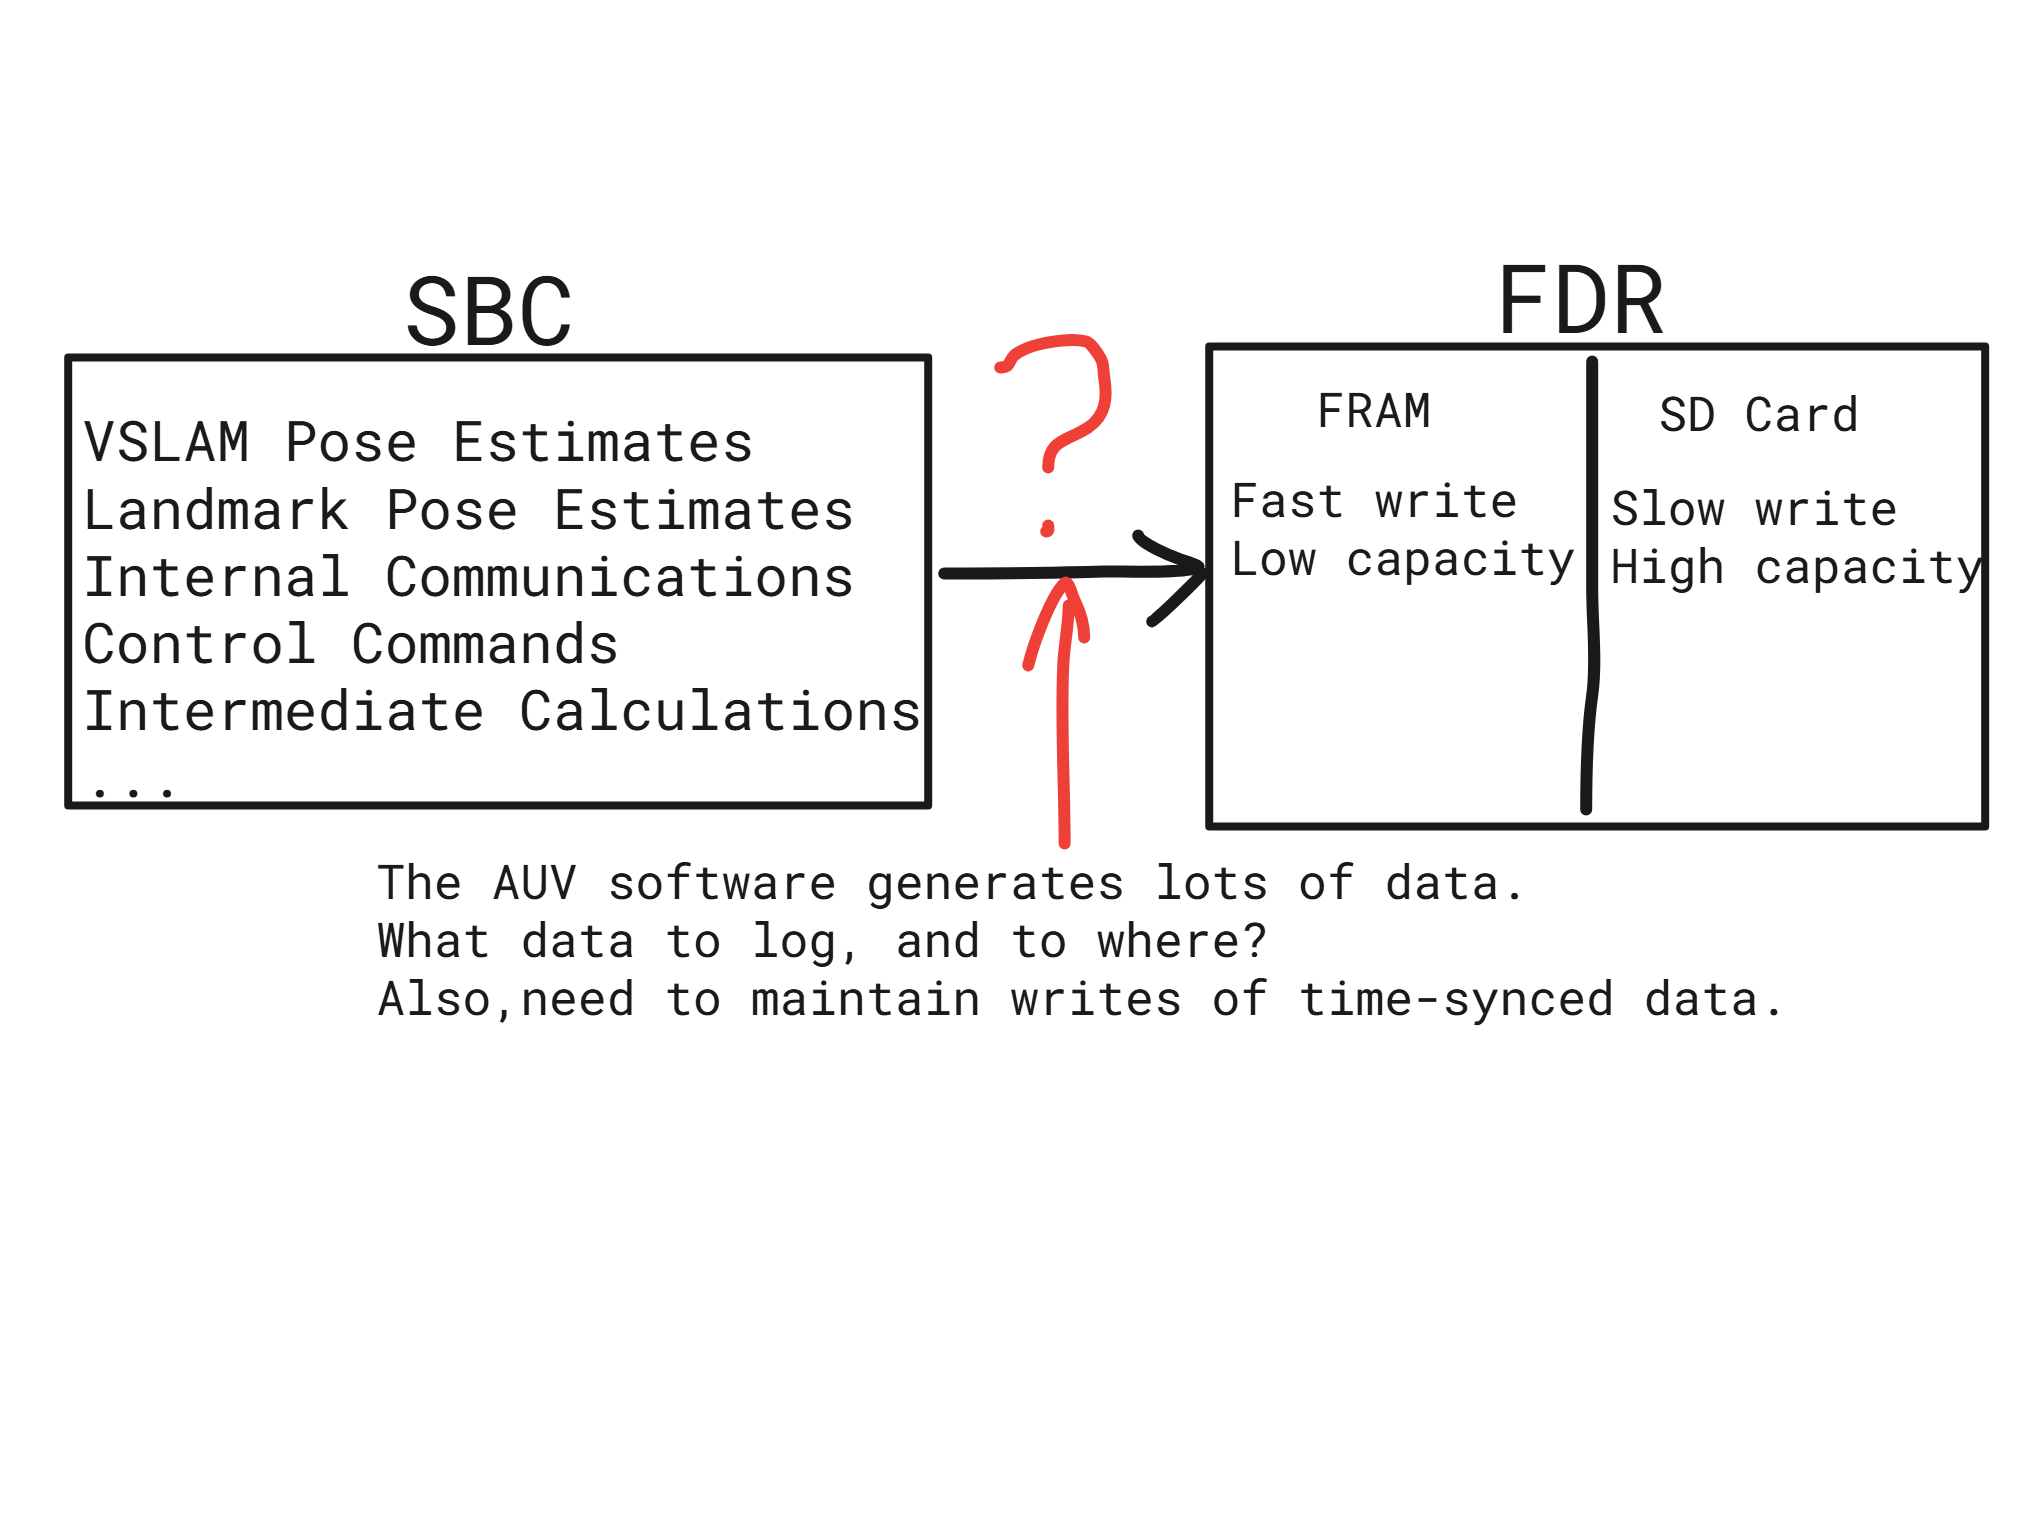 SBC
VSLAM Pose Estimates
Landmark Pose Estimates
Internal Communications
Control Commands
Intermediate Calculations
...
?
FDR
FRAM
Fast write
Low capacity
SD Card
Slow write
High capacity
The AUV software generates lots of data.
What data to log, and to where?
Also,need to maintain writes of time-synced data.